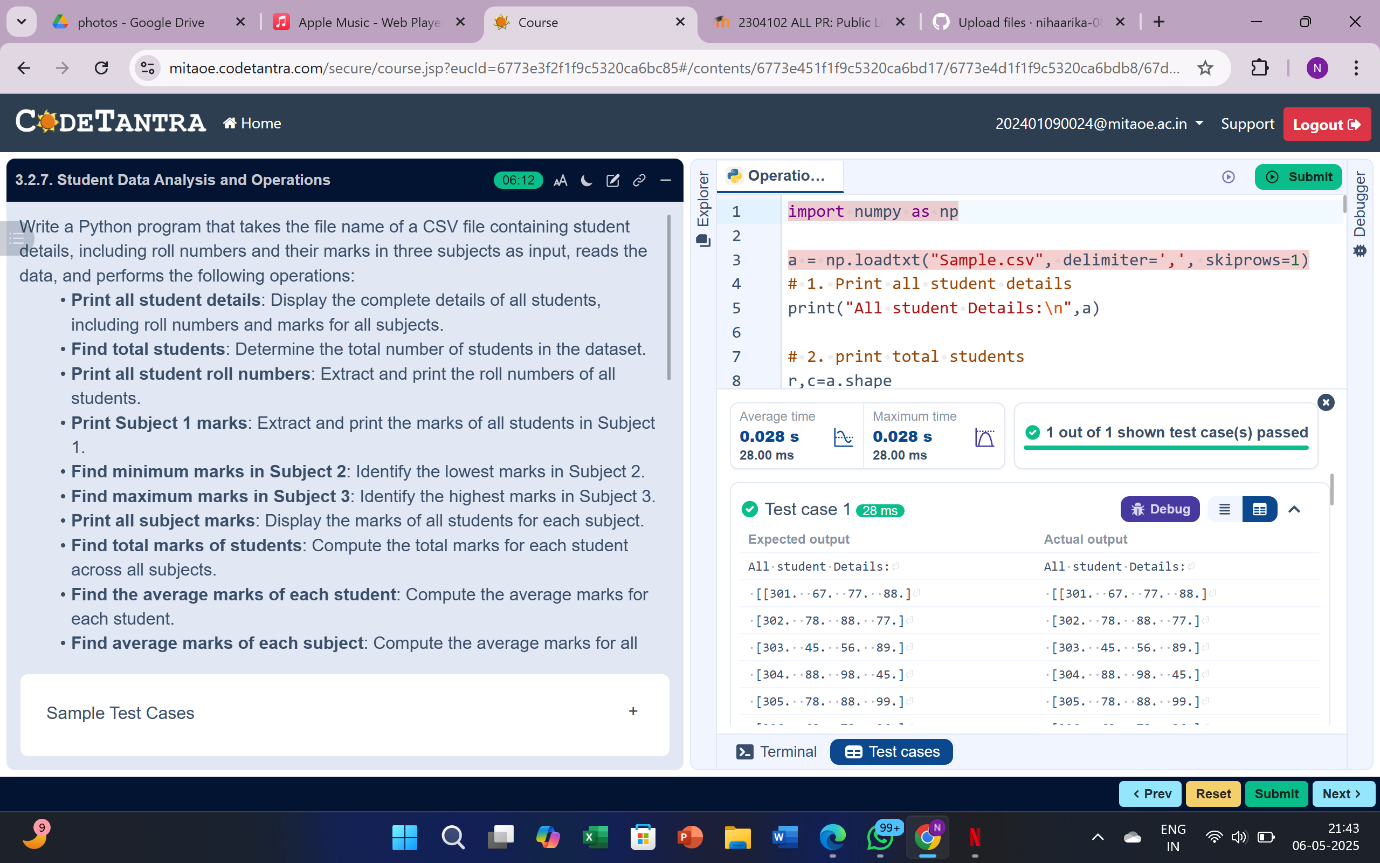 photos - Google Drive
Apple Music - Web Playe
Course
2304102 ALL PR: Public L
Upload files · nihaarika-0
mitaoe.codetantra.com/secure/course.jsp?eucId=6773e3f2f1f9c5320ca6bc85#/contents/6773e451f1f9c5320ca6bd17/6773e4d1f1f9c5320ca6bdb8/67d...
N
CODETANTRA
Home
202401090024@mitaoe.ac.in
Support
Logout
3.2.7. Student Data Analysis and Operations
06:12
AA
Write a Python program that takes the file name of a CSV file containing student
details, including roll numbers and their marks in three subjects as input, reads the
data, and performs the following operations:
• Print all student details: Display the complete details of all students,
including roll numbers and marks for all subjects.
• Find total students: Determine the total number of students in the dataset.
• Print all student roll numbers: Extract and print the roll numbers of all
students.
• Print Subject 1 marks: Extract and print the marks of all students in Subject
1.
• Find minimum marks in Subject 2: Identify the lowest marks in Subject 2.
• Find maximum marks in Subject 3: Identify the highest marks in Subject 3.
• Print all subject marks: Display the marks of all students for each subject.
• Find total marks of students: Compute the total marks for each student
across all subjects.
• Find the average marks of each student: Compute the average marks for
each student.
• Find average marks of each subject: Compute the average marks for all
Sample Test Cases
+
Explorer
Operatio...
Submit
Debugger
1 import numpy as np
2
3 a = np.loadtxt("Sample.csv", delimiter=',', skiprows=1)
4 # 1. Print all student details
5 print("All student Details:\n",a)
6
7 # 2. print total students
8 r,c=a.shape
Average time
0.028 s
28.00 ms
Maximum time
0.028 s
28.00 ms
1 out of 1 shown test case(s) passed
Test case 1 28 ms
Debug
Expected output Actual output
All·student·Details: All·student·Details:
·[[301.··67.··77.··88.] ·[[301.··67.··77.··88.]
·[302.··78.··88.··77.] ·[302.··78.··88.··77.]
·[303.··45.··56.··89.] ·[303.··45.··56.··89.]
·[304.··88.··98.··45.] ·[304.··88.··98.··45.]
·[305.··78.··88.··99.] ·[305.··78.··88.··99.]
Terminal
Test cases
< Prev
Reset
Submit
Next >
9
99+
N
ENG
IN
21:43
06-05-2025